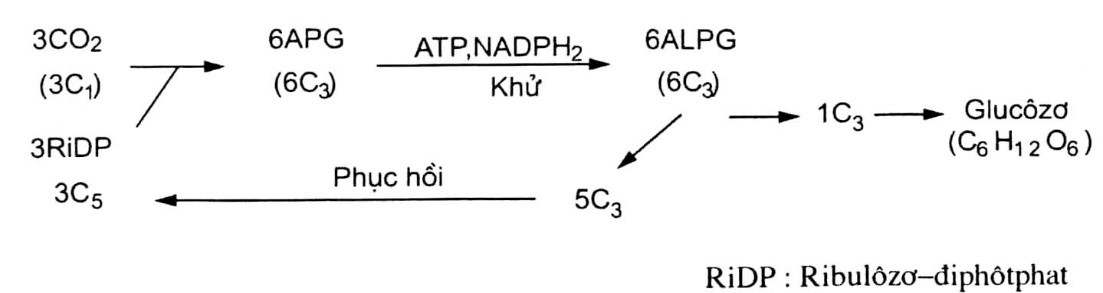 3CO₂
(3C₁)
6APG
(6C₃)
ATP,NADPH₂
Khử
6ALPG
(6C₃)
1C₃
Glucôzơ
(C₆H₁₂O₆)
3RiDP
3C₅
Phục hồi
5C₃
RiDP : Ribulôzơ–điphôtphat